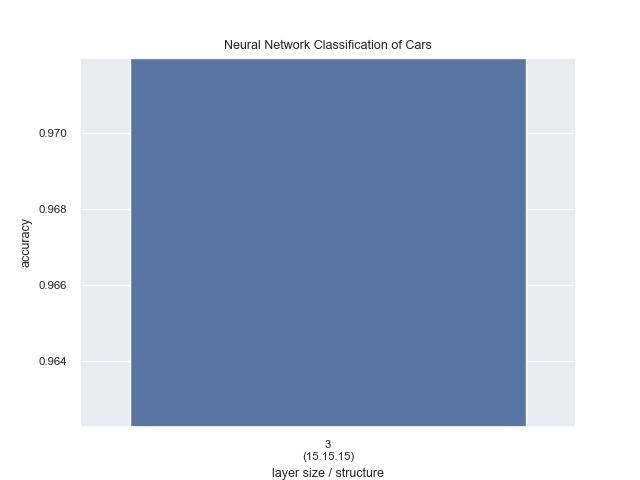 Neural Network Classification of Cars
0.970
0.968
0.966
0.964
accuracy
3
(15.15.15)
layer size / structure